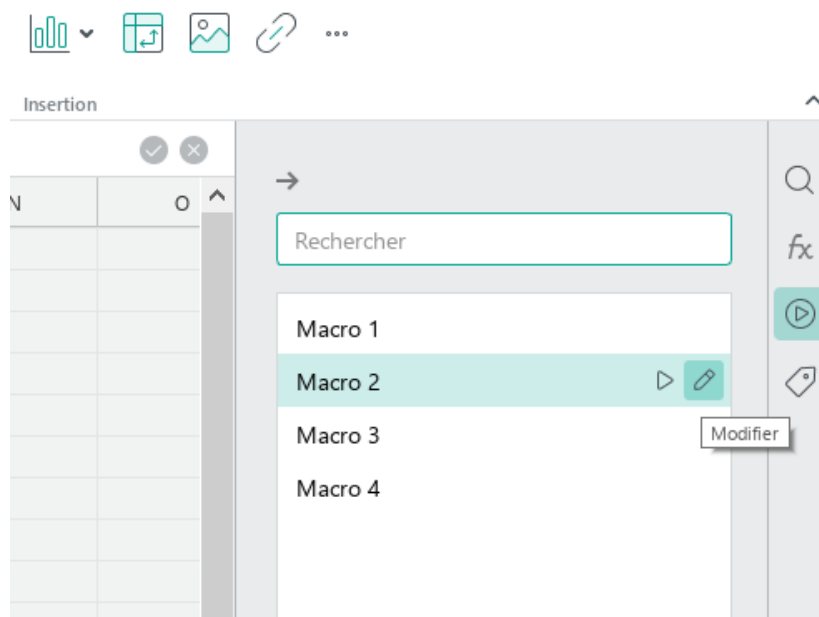 Insertion
N
O
Rechercher
fx
Macro 1
Macro 2
Modifier
Macro 3
Macro 4